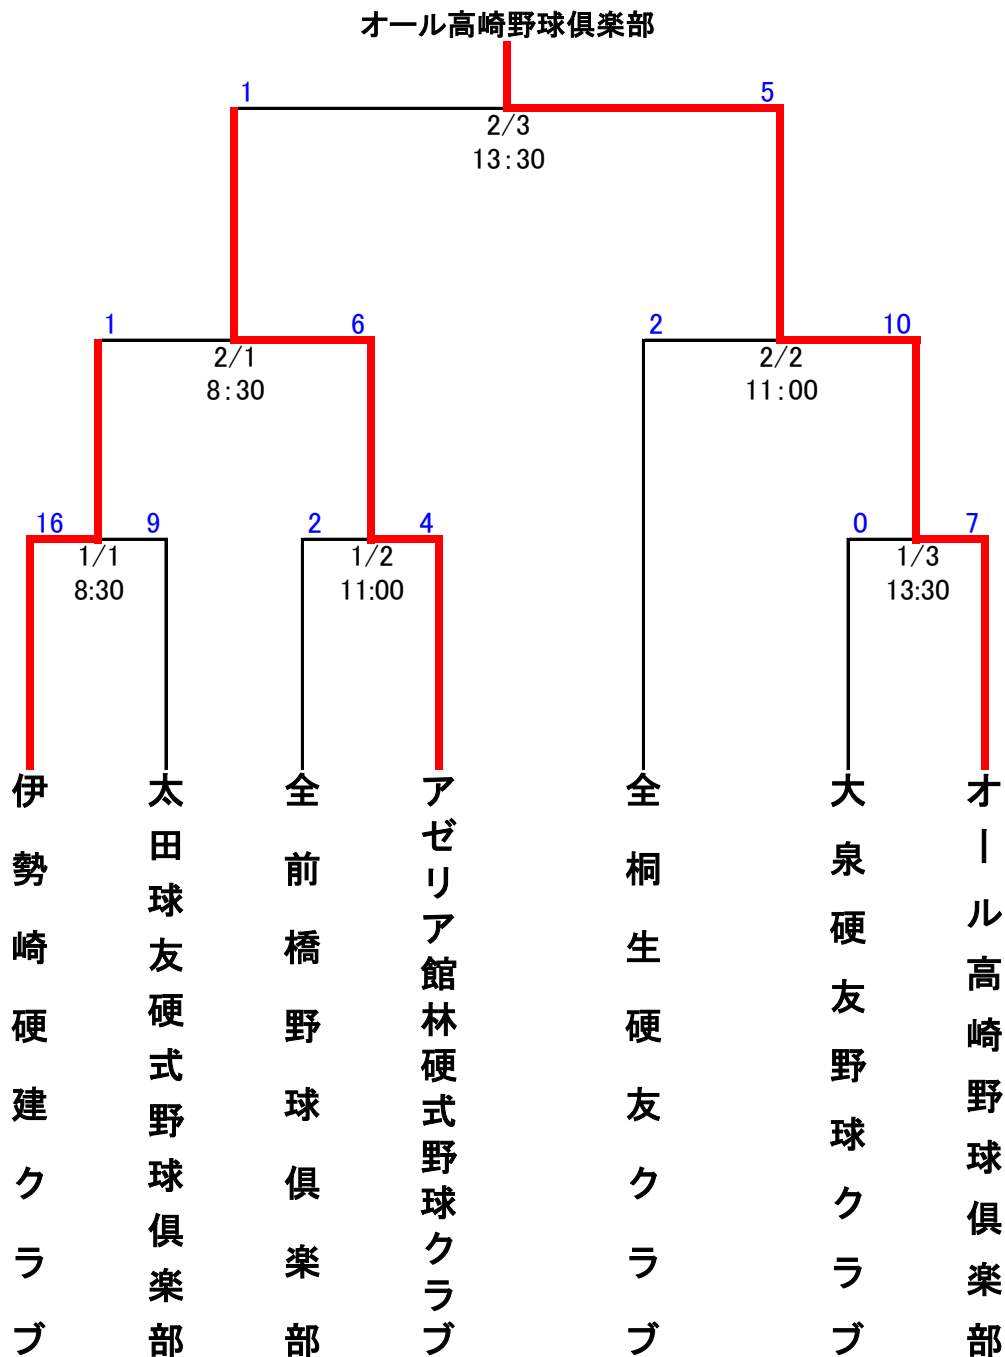 オール高崎野球倶楽部
1 5
2/3
13:30
1 6 2 10
2/1 2/2
8:30 11:00
16 9 2 4 0 7
1/1 1/2 1/3
8:30 11:00 13:30
伊勢崎硬建クラブ
太田球友硬式野球倶楽部
全前橋野球倶楽部
アゼリア館林硬式野球クラブ
全桐生硬友クラブ
大泉硬友野球クラブ
オール高崎野球倶楽部